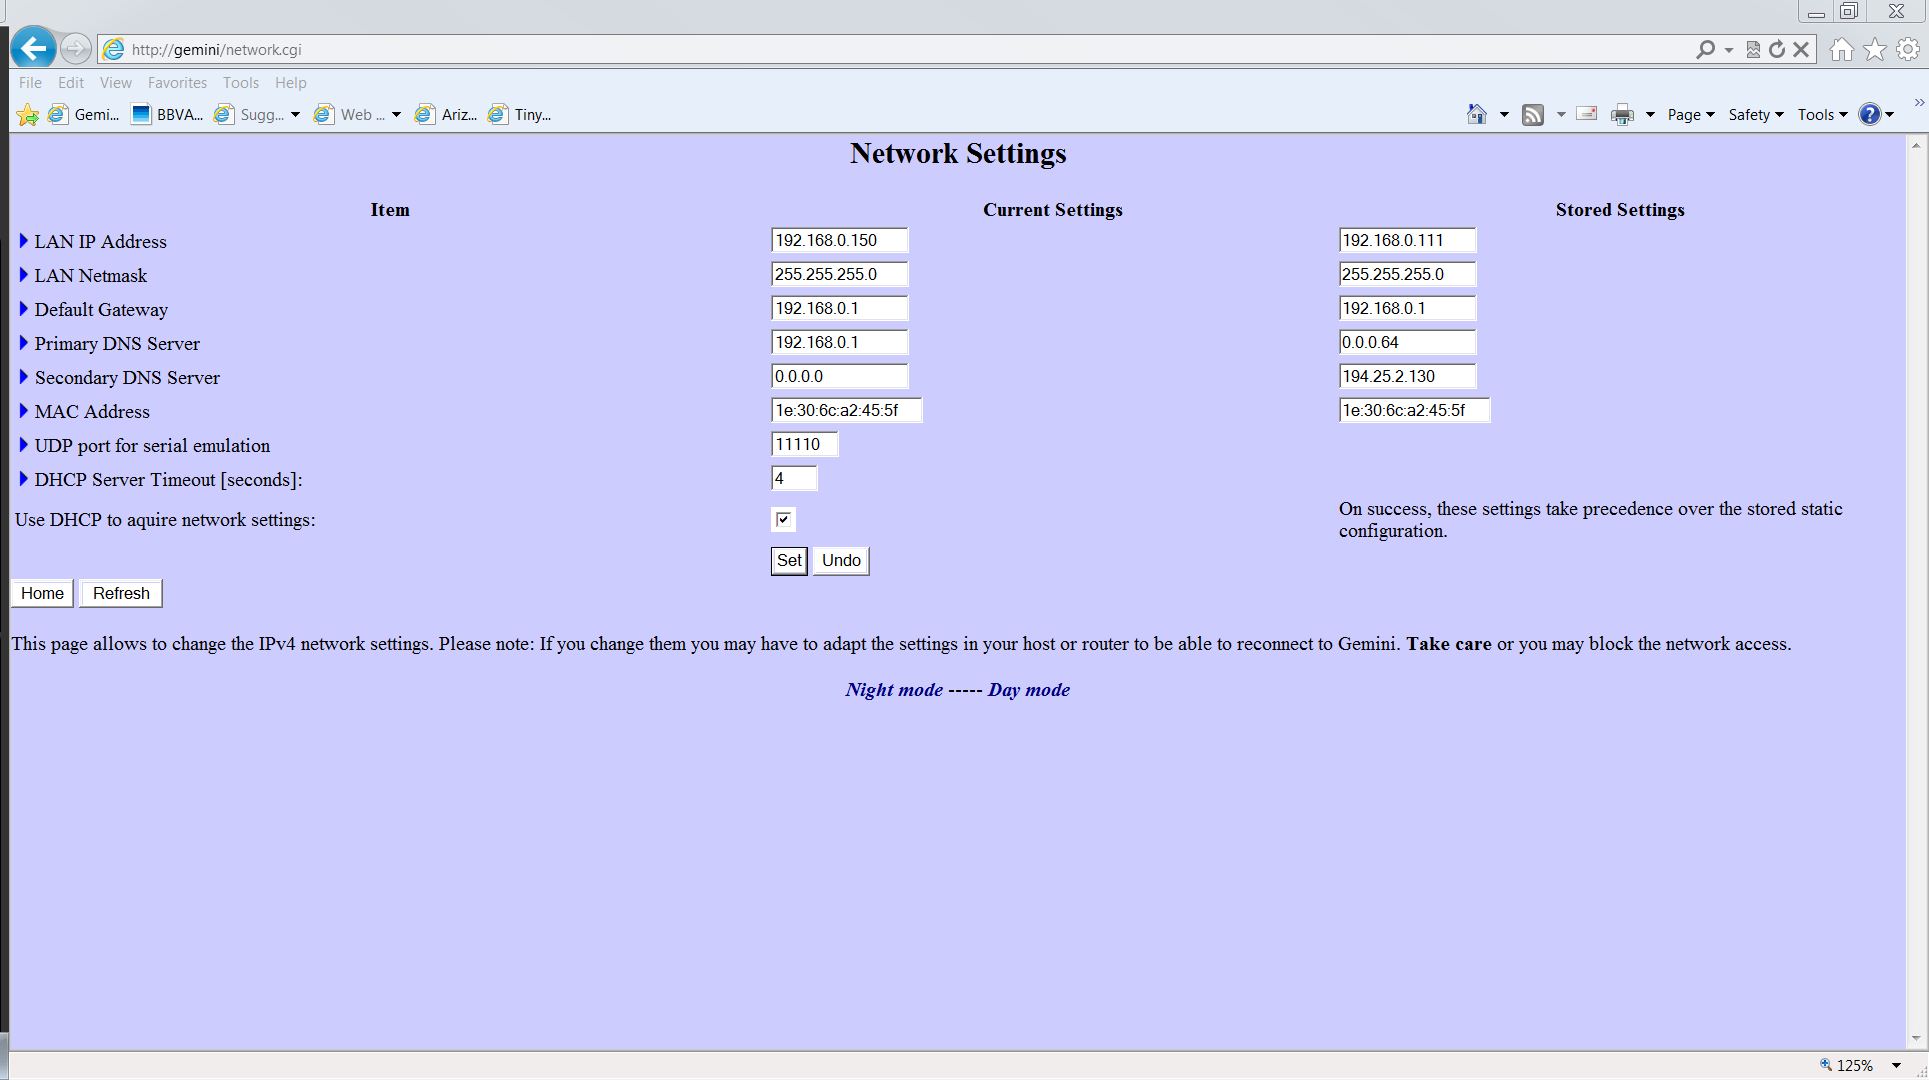 http://gemini/network.cgi
File Edit View Favorites Tools Help
Gemi... BBVA... Sugg... Web ... Ariz... Tiny... Page Safety Tools
Network Settings
Item Current Settings Stored Settings
LAN IP Address 192.168.0.150 192.168.0.111
LAN Netmask 255.255.255.0 255.255.255.0
Default Gateway 192.168.0.1 192.168.0.1
Primary DNS Server 192.168.0.1 0.0.0.64
Secondary DNS Server 0.0.0.0 194.25.2.130
MAC Address 1e:30:6c:a2:45:5f 1e:30:6c:a2:45:5f
UDP port for serial emulation 11110
DHCP Server Timeout [seconds]: 4
Use DHCP to aquire network settings: On success, these settings take precedence over the stored static
configuration.
Set Undo
Home Refresh
This page allows to change the IPv4 network settings. Please note: If you change them you may have to adapt the settings in your host or router to be able to reconnect to Gemini. Take care or you may block the network access.
Night mode ----- Day mode
125%